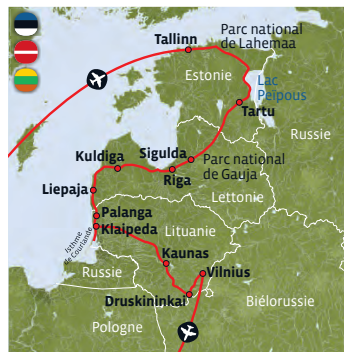 Parc national
de Lahemaa
Tallinn
Estonie
Lac
Peipous
Tartu
Russie
Kuldiga
Sigulda
Parc national
de Gauja
Riga
Liepaja
Lettonie
Palanga
Klaipeda
Isthme
de Courlande
Lituanie
Kaunas
Vilnius
Russie
Druskininkai
Biélorussie
Pologne